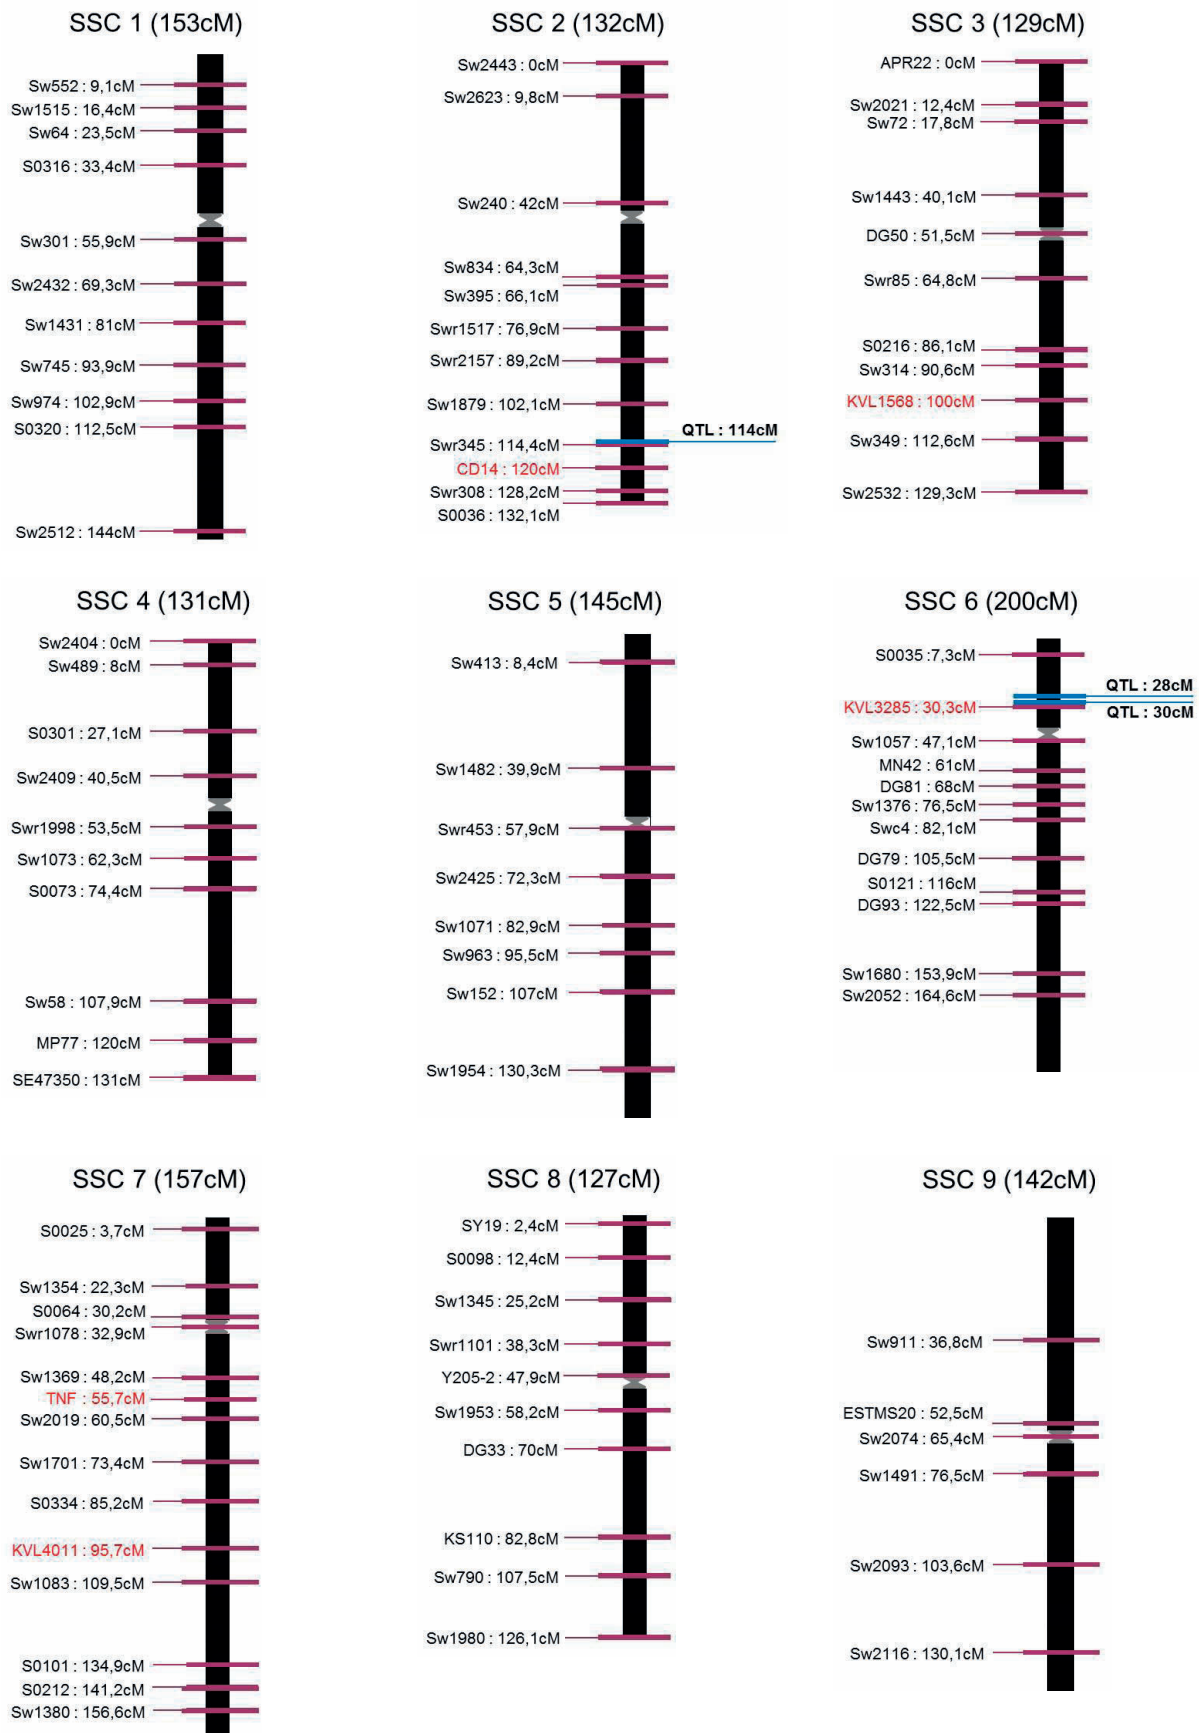 SSC 1 (153cM)
Sw552 : 9,1cM
Sw1515 : 16,4cM
Sw64 : 23,5cM
S0316 : 33,4cM
Sw301 : 55,9cM
Sw2432 : 69,3cM
Sw1431 : 81cM
Sw745 : 93,9cM
Sw974 : 102,9cM
S0320 : 112,5cM
Sw2512 : 144cM
SSC 2 (132cM)
Sw2443 : 0cM
Sw2623 : 9,8cM
Sw240 : 42cM
Sw834 : 64,3cM
Sw395 : 66,1cM
Swr1517 : 76,9cM
Swr2157 : 89,2cM
Sw1879 : 102,1cM
QTL : 114cM
Swr345 : 114,4cM
CD14 : 120cM
Swr308 : 128,2cM
S0036 : 132,1cM
SSC 3 (129cM)
APR22 : 0cM
Sw2021 : 12,4cM
Sw72 : 17,8cM
Sw1443 : 40,1cM
DG50 : 51,5cM
Swr85 : 64,8cM
S0216 : 86,1cM
Sw314 : 90,6cM
KVL1568 : 100cM
Sw349 : 112,6cM
Sw2532 : 129,3cM
SSC 4 (131cM)
Sw2404 : 0cM
Sw489 : 8cM
S0301 : 27,1cM
Sw2409 : 40,5cM
Swr1998 : 53,5cM
Sw1073 : 62,3cM
S0073 : 74,4cM
Sw58 : 107,9cM
MP77 : 120cM
SE47350 : 131cM
SSC 5 (145cM)
Sw413 : 8,4cM
Sw1482 : 39,9cM
Swr453 : 57,9cM
Sw2425 : 72,3cM
Sw1071 : 82,9cM
Sw963 : 95,5cM
Sw152 : 107cM
Sw1954 : 130,3cM
SSC 6 (200cM)
S0035 :7,3cM
QTL : 28cM
KVL3285 : 30,3cM
QTL : 30cM
Sw1057 : 47,1cM
MN42 : 61cM
DG81 : 68cM
Sw1376 : 76,5cM
Swc4 : 82,1cM
DG79 : 105,5cM
S0121 : 116cM
DG93 : 122,5cM
Sw1680 : 153,9cM
Sw2052 : 164,6cM
SSC 7 (157cM)
S0025 : 3,7cM
Sw1354 : 22,3cM
S0064 : 30,2cM
Swr1078 : 32,9cM
Sw1369 : 48,2cM
TNF : 55,7cM
Sw2019 : 60,5cM
Sw1701 : 73,4cM
S0334 : 85,2cM
KVL4011 : 95,7cM
Sw1083 : 109,5cM
S0101 : 134,9cM
S0212 : 141,2cM
Sw1380 : 156,6cM
SSC 8 (127cM)
SY19 : 2,4cM
S0098 : 12,4cM
Sw1345 : 25,2cM
Swr1101 : 38,3cM
Y205-2 : 47,9cM
Sw1953 : 58,2cM
DG33 : 70cM
KS110 : 82,8cM
Sw790 : 107,5cM
Sw1980 : 126,1cM
SSC 9 (142cM)
Sw911 : 36,8cM
ESTMS20 : 52,5cM
Sw2074 : 65,4cM
Sw1491 : 76,5cM
Sw2093 : 103,6cM
Sw2116 : 130,1cM